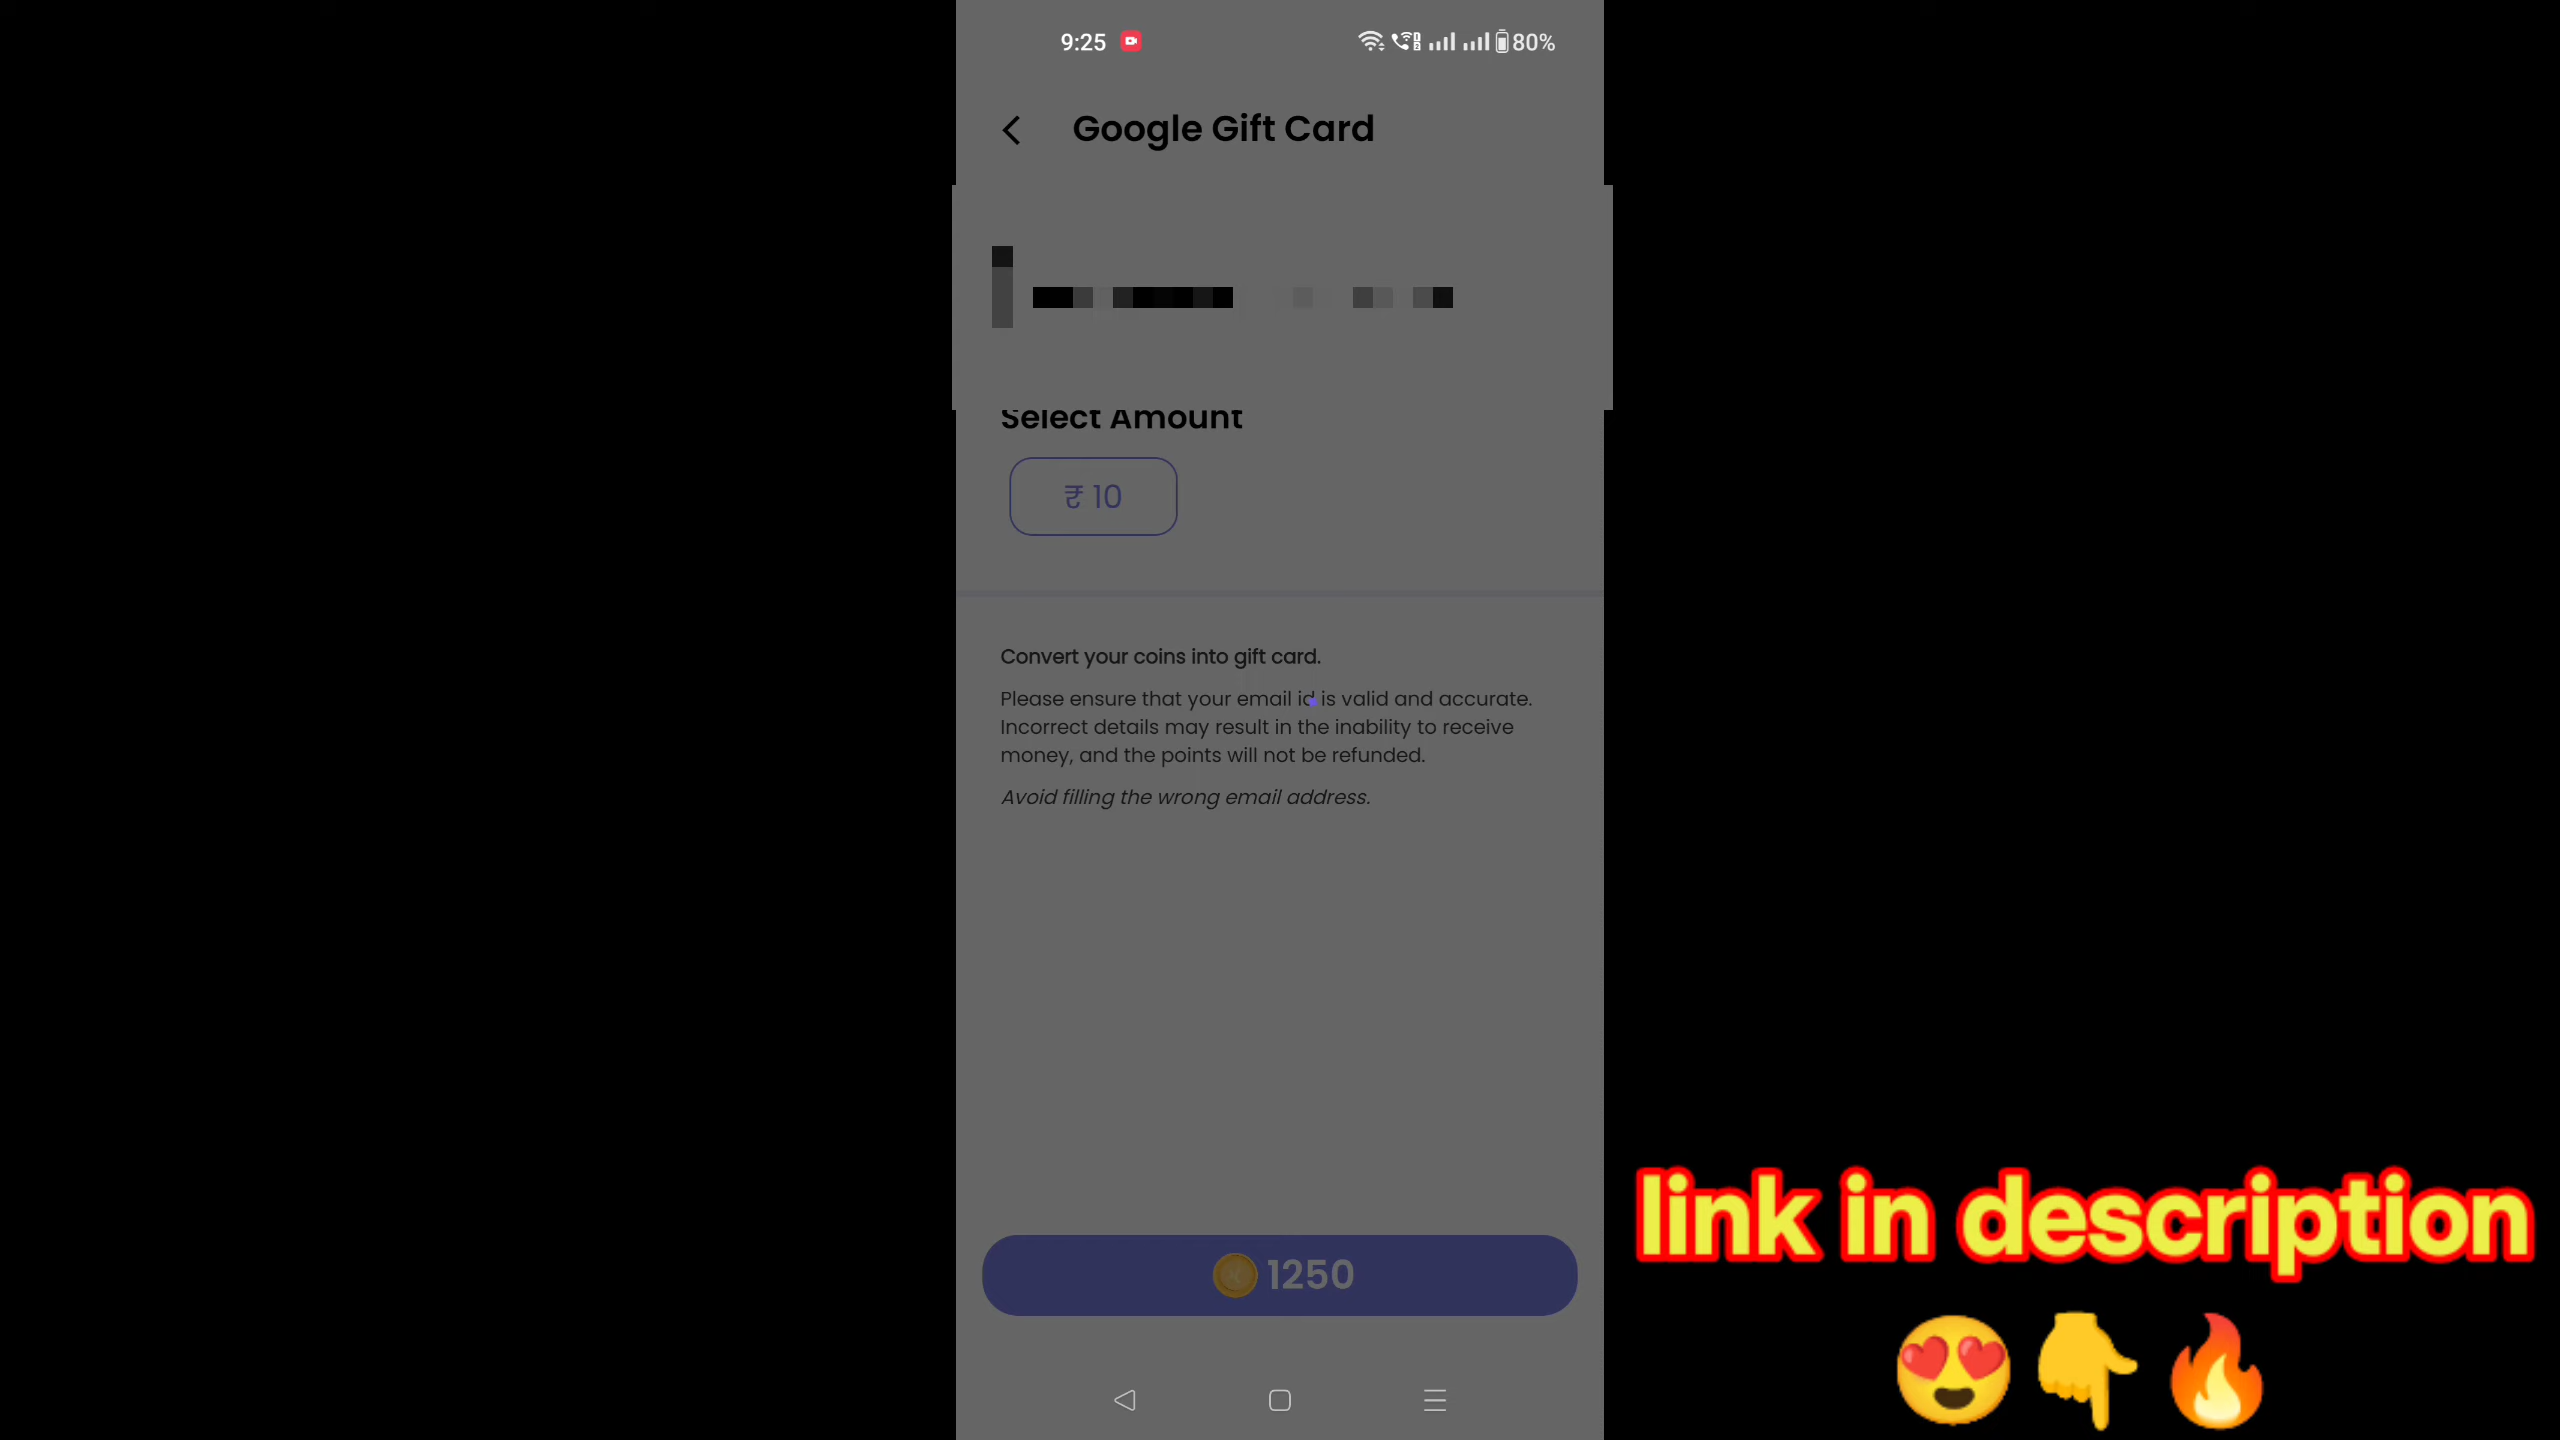 9:25
80%
Google Gift Card
Select Amount
₹ 10
Convert your coins into gift card.
Please ensure that your email id is valid and accurate.
Incorrect details may result in the inability to receive
money, and the points will not be refunded.
Avoid filling the wrong email address.
1250
link in description